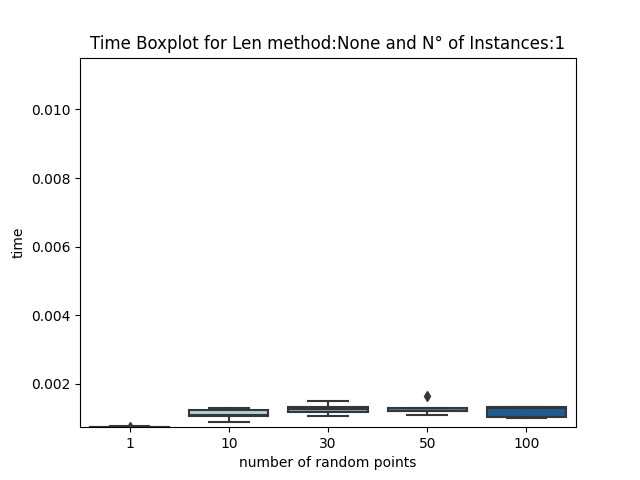 Time Boxplot for Len method:None and N° of Instances:1
0.010
0.008
0.006
0.004
0.002
time
1 10 30 50 100
number of random points